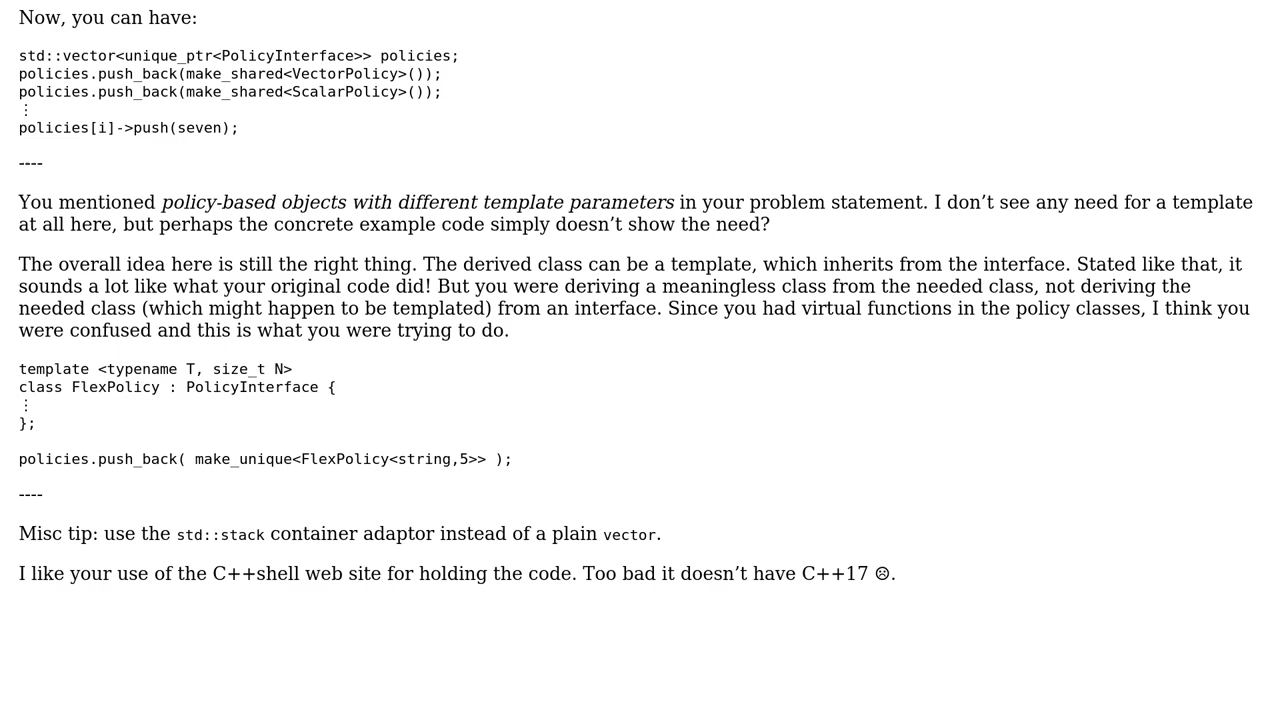 Now, you can have:
std::vector<unique_ptr<PolicyInterface>> policies;
policies.push_back(make_shared<VectorPolicy>());
policies.push_back(make_shared<ScalarPolicy>());
⋮
policies[i]->push(seven);
----
You mentioned policy-based objects with different template parameters in your problem statement. I don’t see any need for a template
at all here, but perhaps the concrete example code simply doesn’t show the need?
The overall idea here is still the right thing. The derived class can be a template, which inherits from the interface. Stated like that, it
sounds a lot like what your original code did! But you were deriving a meaningless class from the needed class, not deriving the
needed class (which might happen to be templated) from an interface. Since you had virtual functions in the policy classes, I think you
were confused and this is what you were trying to do.
template <typename T, size_t N>
class FlexPolicy : PolicyInterface {
⋮
};
policies.push_back( make_unique<FlexPolicy<string,5>> );
----
Misc tip: use the std::stack container adaptor instead of a plain vector.
I like your use of the C++shell web site for holding the code. Too bad it doesn’t have C++17 ☹.